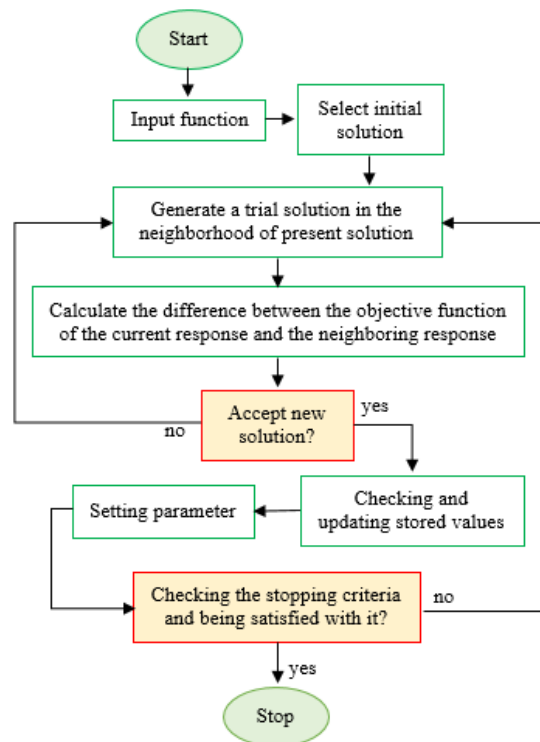 Start
Input function
Select initial
solution
Generate a trial solution in the
neighborhood of present solution
Calculate the difference between the objective function
of the current response and the neighboring response
Accept new
solution?
yes
no
Checking and
updating stored values
Setting parameter
Checking the stopping criteria
and being satisfied with it?
no
yes
Stop